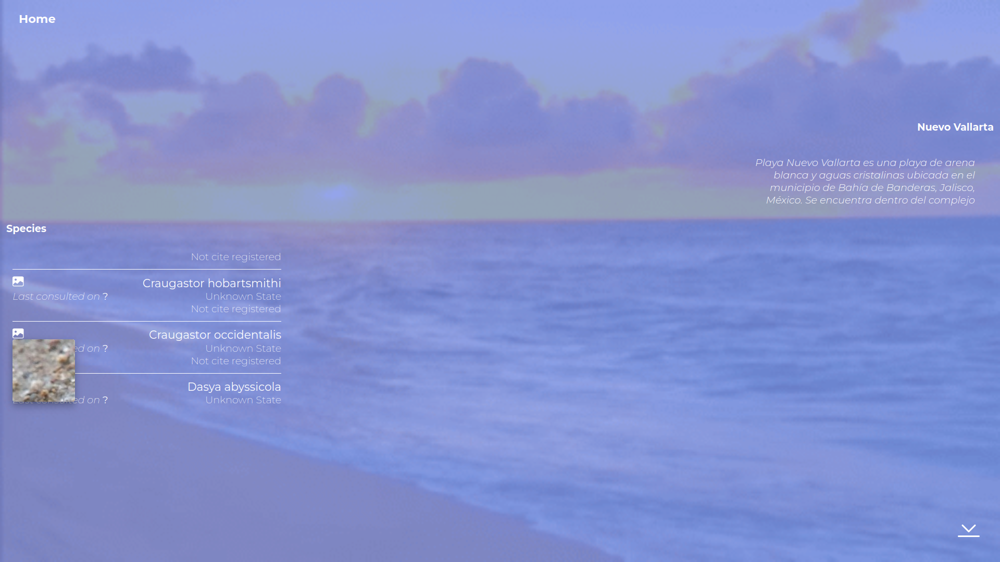 Home
Nuevo Vallarta
Playa Nuevo Vallarta es una playa de arena
blanca y aguas cristalinas ubicada en el
municipio de Bahía de Banderas, Jalisco,
México. Se encuentra dentro del complejo
Species
Not cite registered
Craugastor hobartsmithi
Last consulted on ? Unknown State
Not cite registered
Craugastor occidentalis
ed on ? Unknown State
Not cite registered
Dasya abyssicola
Last consulted on ? Unknown State